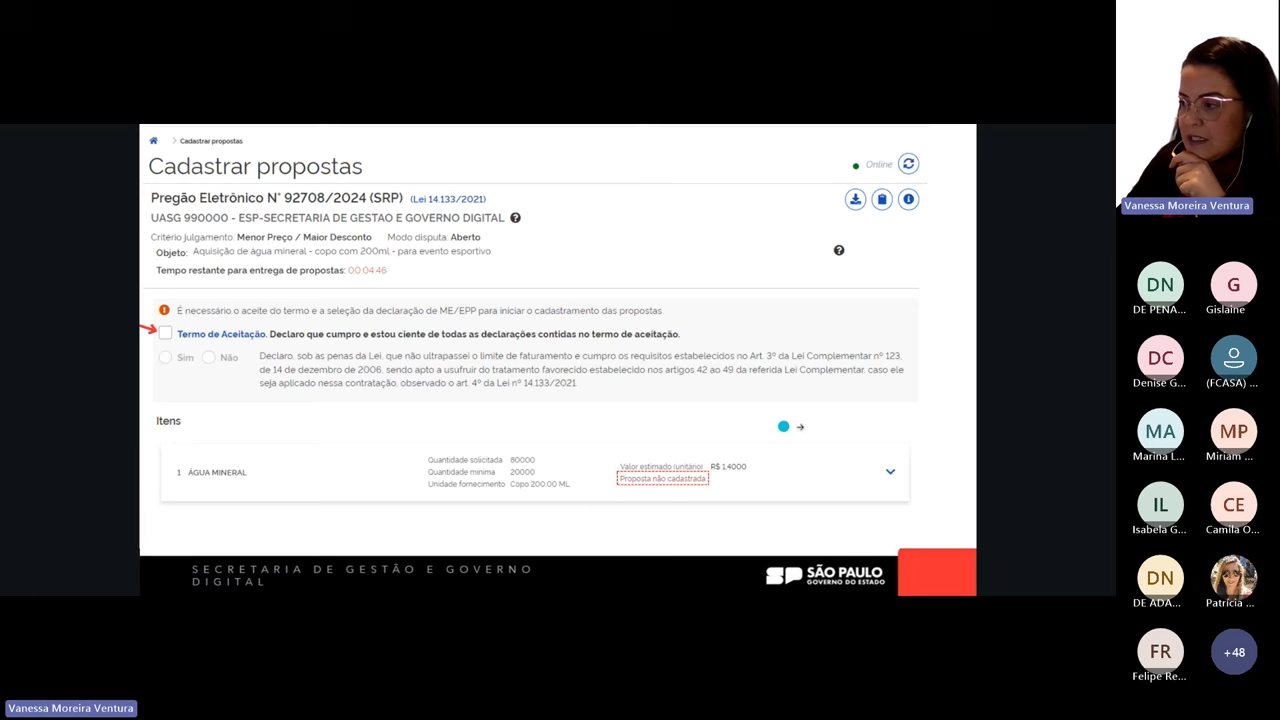 Cadastrar propostas
Cadastrar propostas
Online
Pregão Eletrônico N° 92708/2024 (SRP) (Lei 14.133/2021)
UASG 990000 - ESP-SECRETARIA DE GESTAO E GOVERNO DIGITAL
Critério julgamento: Menor Preço / Maior Desconto Modo disputa: Aberto
Objeto: Aquisição de água mineral - copo com 200ml - para evento esportivo
Tempo restante para entrega de propostas: 00:04:46
É necessário o aceite do termo e a seleção da declaração de ME/EPP para iniciar o cadastramento das propostas.
Termo de Aceitação. Declaro que cumpro e estou ciente de todas as declarações contidas no termo de aceitação.
Sim Não
Declaro, sob as penas da Lei, que não ultrapassei o limite de faturamento e cumpro os requisitos estabelecidos no Art. 3º da Lei Complementar nº 123,
de 14 de dezembro de 2006, sendo apto a usufruir do tratamento favorecido estabelecido nos artigos 42 ao 49 da referida Lei Complementar, caso ele
seja aplicado nessa contratação, observado o art. 4º da Lei nº 14.133/2021.
Itens
1 ÁGUA MINERAL
Quantidade solicitada 80000
Quantidade mínima 20000
Unidade fornecimento Copo 200,00 ML
Valor estimado (unitário) R$ 1,4000
Proposta não cadastrada
SECRETARIA DE GESTÃO E GOVERNO
DIGITAL
SP SÃO PAULO
GOVERNO DO ESTADO
Vanessa Moreira Ventura
DN
DE PENA...
G
Gislaine
DC
Denise G...
(FCASA) ...
MA
Marina L...
MP
Miriam ...
IL
Isabela G...
CE
Camila O...
DN
DE ADA...
Patrícia ...
FR
Felipe Re...
+48
Vanessa Moreira Ventura